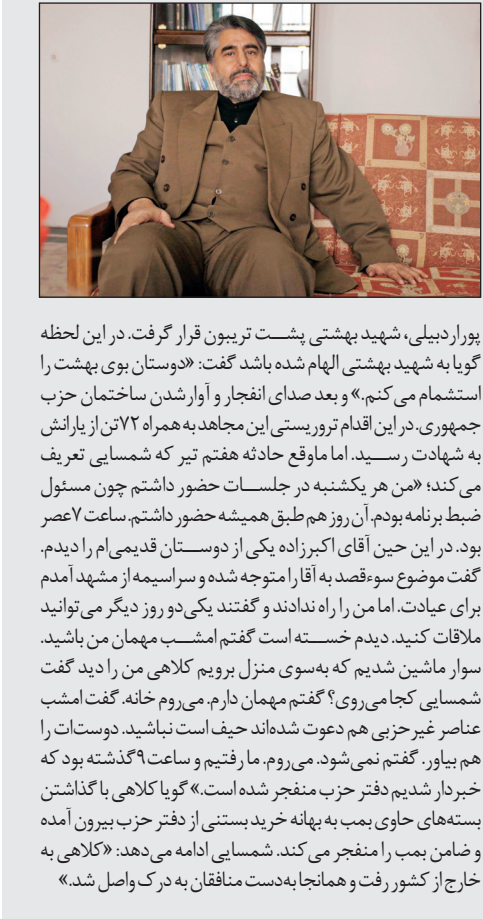 پوراردبیلی، شهید بهشتی پشت تریبون قرار گرفت. در این لحظه
گویا به شهید بهشتی الهام شده باشد گفت: «دوستان بوی بهشت را
استشمام می‌کنم.» و بعد صدای انفجار و آوار شدن ساختمان حزب
جمهوری. در این اقدام تروریستی این مجاهد به همراه ۷۲تن از یارانش
به شهادت رسید. اما ماوقع حادثه هفتم تیر که شمسایی تعریف
می‌کند؛ «من هر یکشنبه در جلسات حضور داشتم چون مسئول
ضبط برنامه بودم. آن روز هم طبق همیشه حضور داشتم. ساعت ۷عصر
بود. در این حین آقای اکبرزاده یکی از دوستان قدیمی‌ام را دیدم.
گفت موضوع سوءقصد به آقا را متوجه شده و سراسیمه از مشهد آمدم
برای عیادت. اما من را راه ندادند و گفتند یکی‌دو روز دیگر می‌توانید
ملاقات کنید. دیدم خسته است گفتم امشب مهمان من باشید.
سوار ماشین شدیم که به‌سوی منزل برویم کلاهی من را دید گفت
شمسایی کجا می‌روی؟ گفتم مهمان دارم. می‌روم خانه. گفت امشب
عناصر غیرحزبی هم دعوت شده‌اند حیف است نباشید. دوست‌ات را
هم بیاور. گفتم نمی‌شود. می‌روم. ما رفتیم و ساعت ۹گذشته بود که
خبردار شدیم دفتر حزب منفجر شده است.» گویا کلاهی با گذاشتن
بسته‌های حاوی بمب به بهانه خرید بستنی از دفتر حزب بیرون آمده
و ضامن بمب را منفجر می‌کند. شمسایی ادامه می‌دهد: «کلاهی به
خارج از کشور رفت و همانجا به‌دست منافقان به درک واصل شد.»